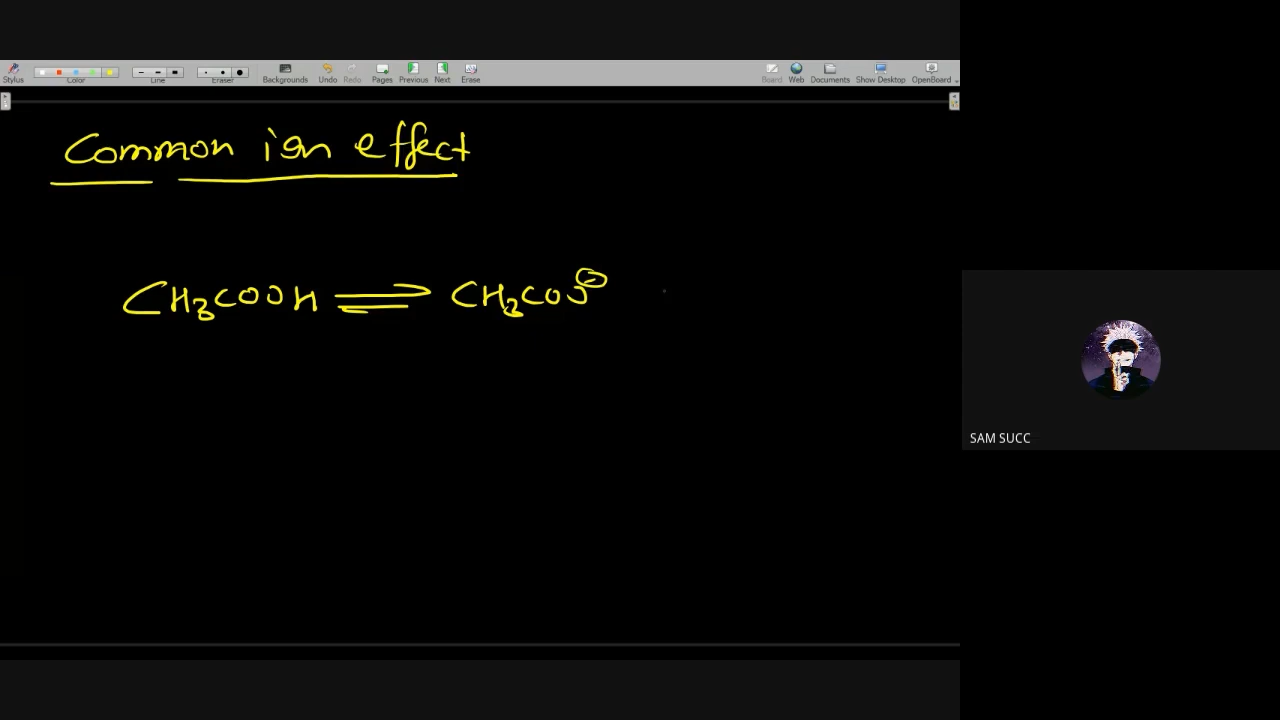 Stylus Color Line Eraser Backgrounds Undo Redo Pages Previous Next Erase Board Web Documents Show Desktop OpenBoard
Common ion effect
CH3COOH ⇌ CH3COO⊖
SAM SUCC